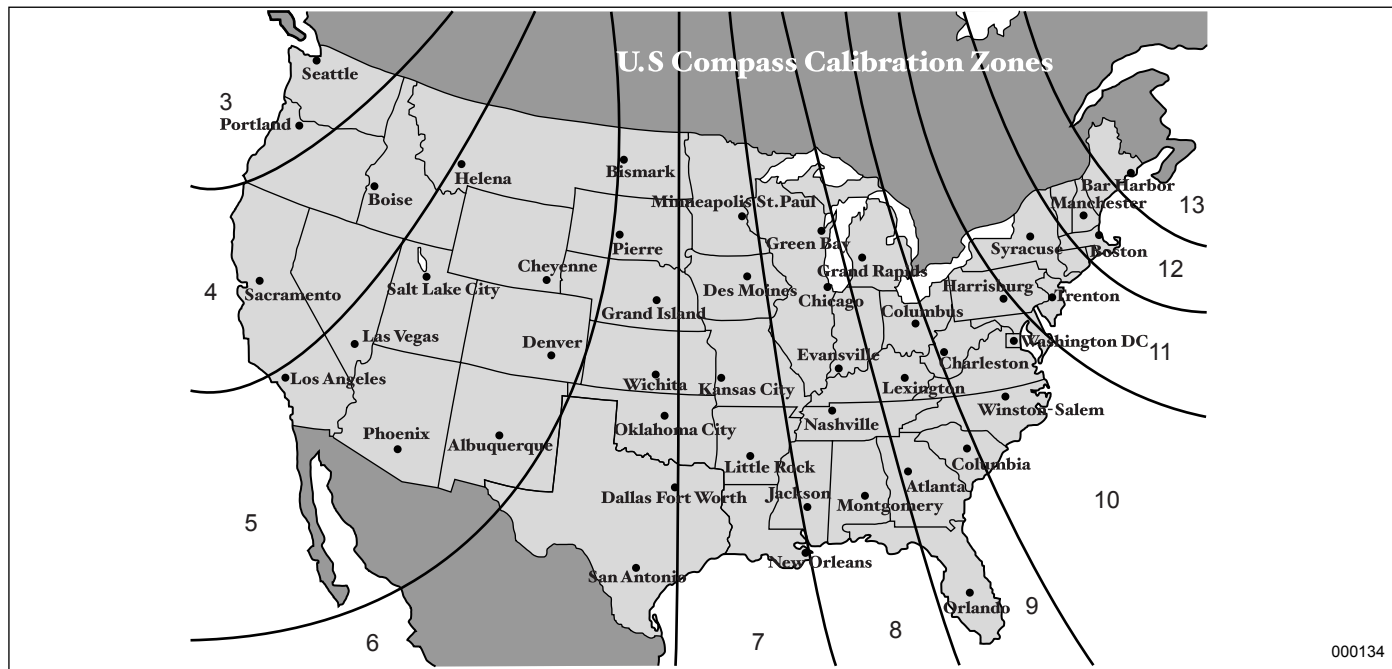 U.S Compass Calibration Zones
Seattle
3
Portland
Helena
Bismark
Boise
Bar Harbor
Minneapolis St.Paul
Manchester
13
Pierre
Green Bay
Syracuse
Boston
Cheyenne
Grand Rapids
12
4
Sacramento
Salt Lake City
Des Moines
Chicago
Harrisburg
Trenton
Grand Island
Columbus
Las Vegas
Denver
Evansville
Washington DC
11
Charleston
Los Angeles
Wichita
Kansas City
Lexington
Winston-Salem
Phoenix
Albuquerque
Oklahoma City
Nashville
Little Rock
Columbia
Dallas Fort Worth
Jackson
Atlanta
Montgomery
10
5
New Orleans
San Antonio
Orlando
9
6
7
8
000134